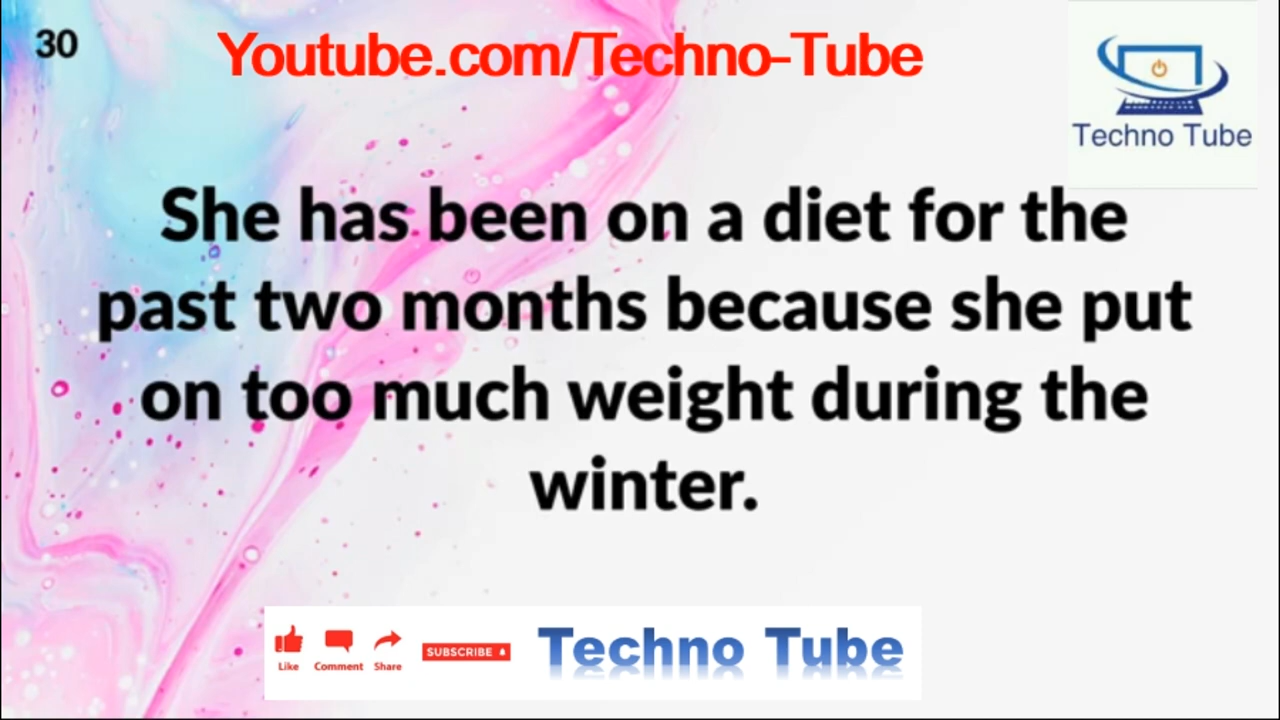 30
Youtube.com/Techno-Tube
Techno Tube
She has been on a diet for the
past two months because she put
on too much weight during the
winter.
Like Comment Share SUBSCRIBE Techno Tube